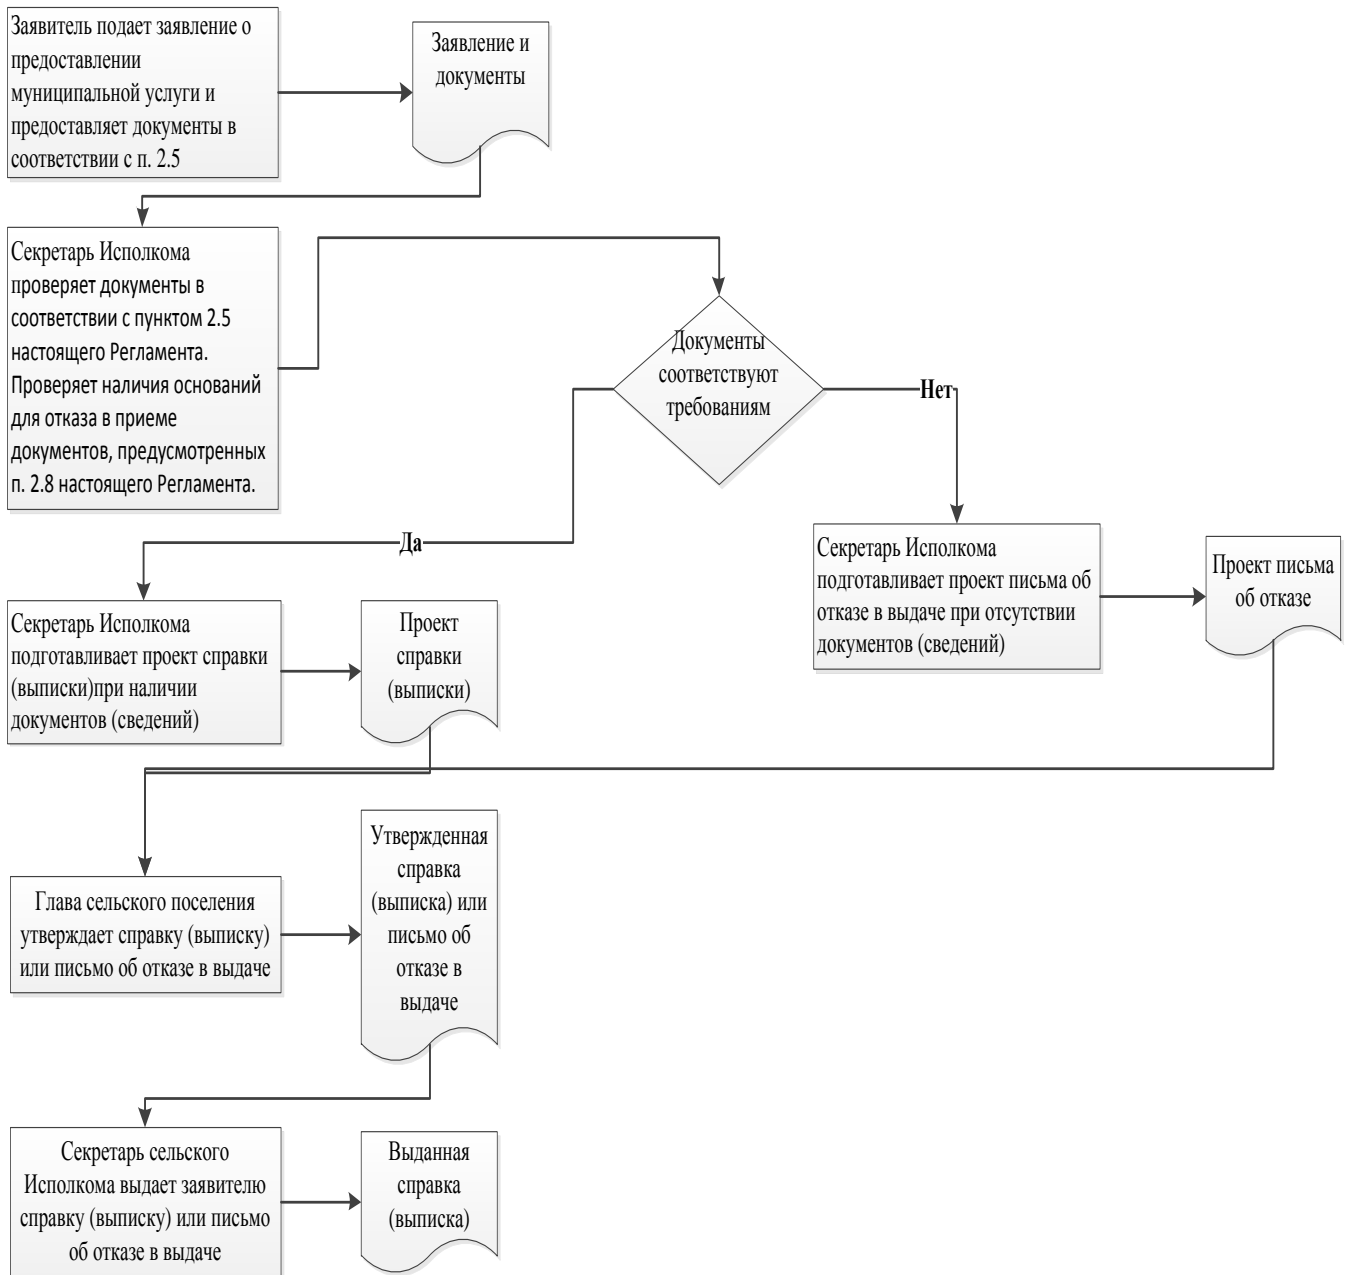 Заявитель подает заявление о
предоставлении
муниципальной услуги и
предоставляет документы в
соответствии с п. 2.5
Заявление и
документы
Секретарь Исполкома
проверяет документы в
соответствии с пунктом 2.5
настоящего Регламента.
Проверяет наличия оснований
для отказа в приеме
документов, предусмотренных
п. 2.8 настоящего Регламента.
Документы
соответствуют
требованиям
Нет
Да
Секретарь Исполкома
подготавливает проект письма об
отказе в выдаче при отсутствии
документов (сведений)
Проект письма
об отказе
Секретарь Исполкома
подготавливает проект справки
(выписки)при наличии
документов (сведений)
Проект
справки
(выписки)
Глава сельского поселения
утверждает справку (выписку)
или письмо об отказе в выдаче
Утвержденная
справка
(выписка) или
письмо об
отказе в
выдаче
Секретарь сельского
Исполкома выдает заявителю
справку (выписку) или письмо
об отказе в выдаче
Выданная
справка
(выписка)